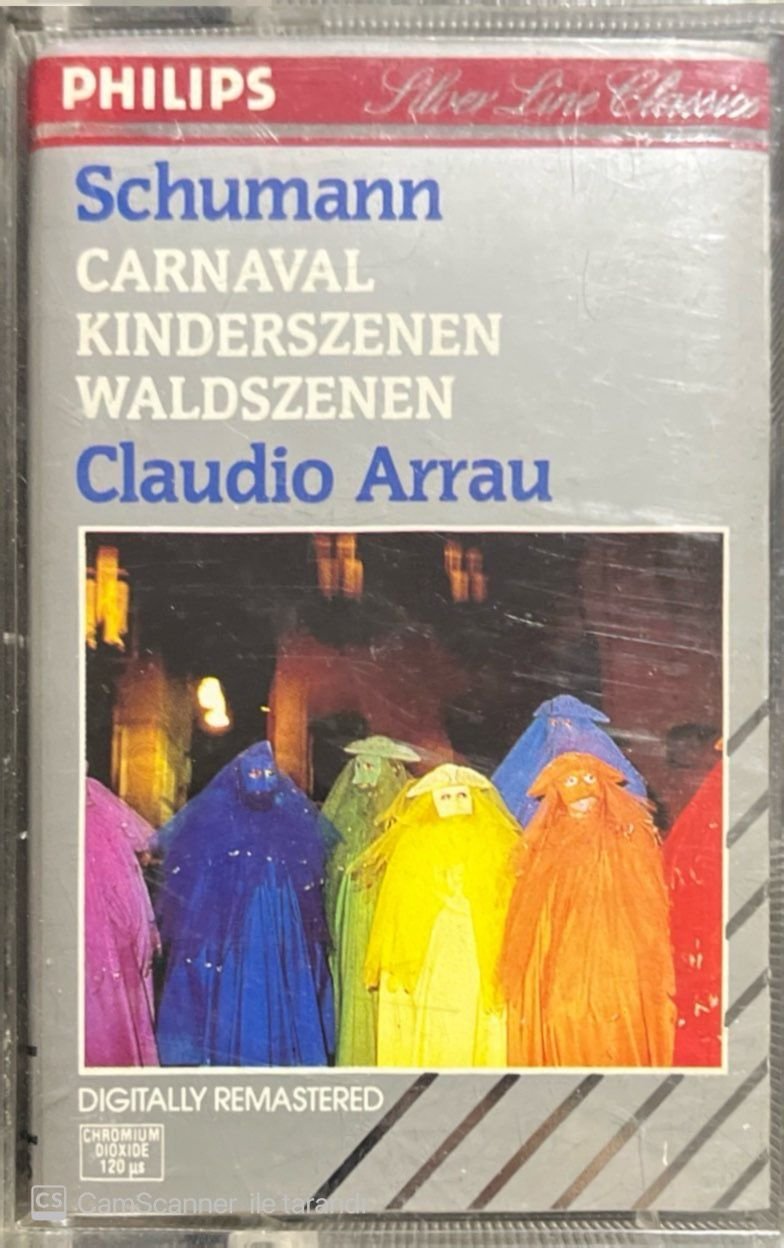 PHILIPS Silver Line Classics
Schumann
CARNAVAL
KINDERSZENEN
WALDSZENEN
Claudio Arrau
DIGITALLY REMASTERED
CHROMIUM
DIOXIDE
120 µs
CS CamScanner ile tarandı